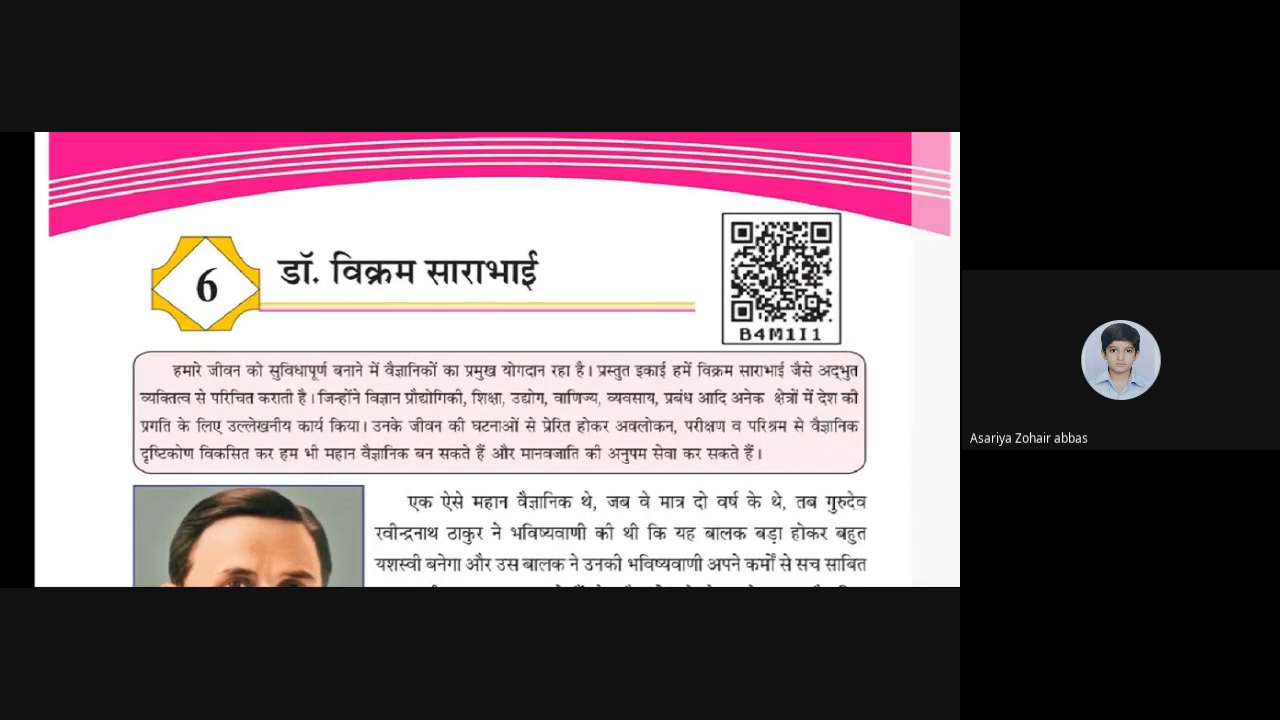 6
डॉ. विक्रम साराभाई
B4M1I1
हमारे जीवन को सुविधापूर्ण बनाने में वैज्ञानिकों का प्रमुख योगदान रहा है। प्रस्तुत इकाई हमें विक्रम साराभाई जैसे अद्भुत
व्यक्तित्व से परिचित कराती है। जिन्होंने विज्ञान प्रौद्योगिकी, शिक्षा, उद्योग, वाणिज्य, व्यवसाय, प्रबंध आदि अनेक क्षेत्रों में देश की
प्रगति के लिए उल्लेखनीय कार्य किया। उनके जीवन की घटनाओं से प्रेरित होकर अवलोकन, परीक्षण व परिश्रम से वैज्ञानिक
दृष्टिकोण विकसित कर हम भी महान वैज्ञानिक बन सकते हैं और मानवजाति की अनुपम सेवा कर सकते हैं।
एक ऐसे महान वैज्ञानिक थे, जब वे मात्र दो वर्ष के थे, तब गुरुदेव
रवीन्द्रनाथ ठाकुर ने भविष्यवाणी की थी कि यह बालक बड़ा होकर बहुत
यशस्वी बनेगा और उस बालक ने उनकी भविष्यवाणी अपने कर्मों से सच साबित
Asariya Zohair abbas